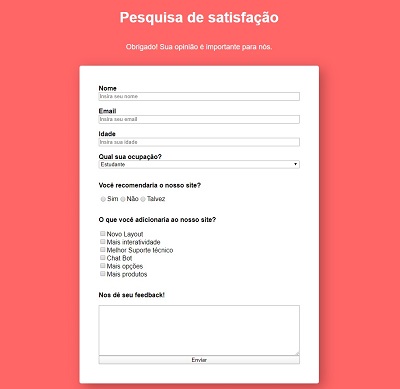 Pesquisa de satisfação
Obrigado! Sua opinião é importante para nós.
Nome
Insira seu nome
Email
Insira seu email
Idade
Insira sua idade
Qual sua ocupação?
Estudante
Você recomendaria o nosso site?
Sim Não Talvez
O que você adicionaria ao nosso site?
Novo Layout
Mais interatividade
Melhor Suporte técnico
Chat Bot
Mais opções
Mais produtos
Nos dê seu feedback!
Enviar